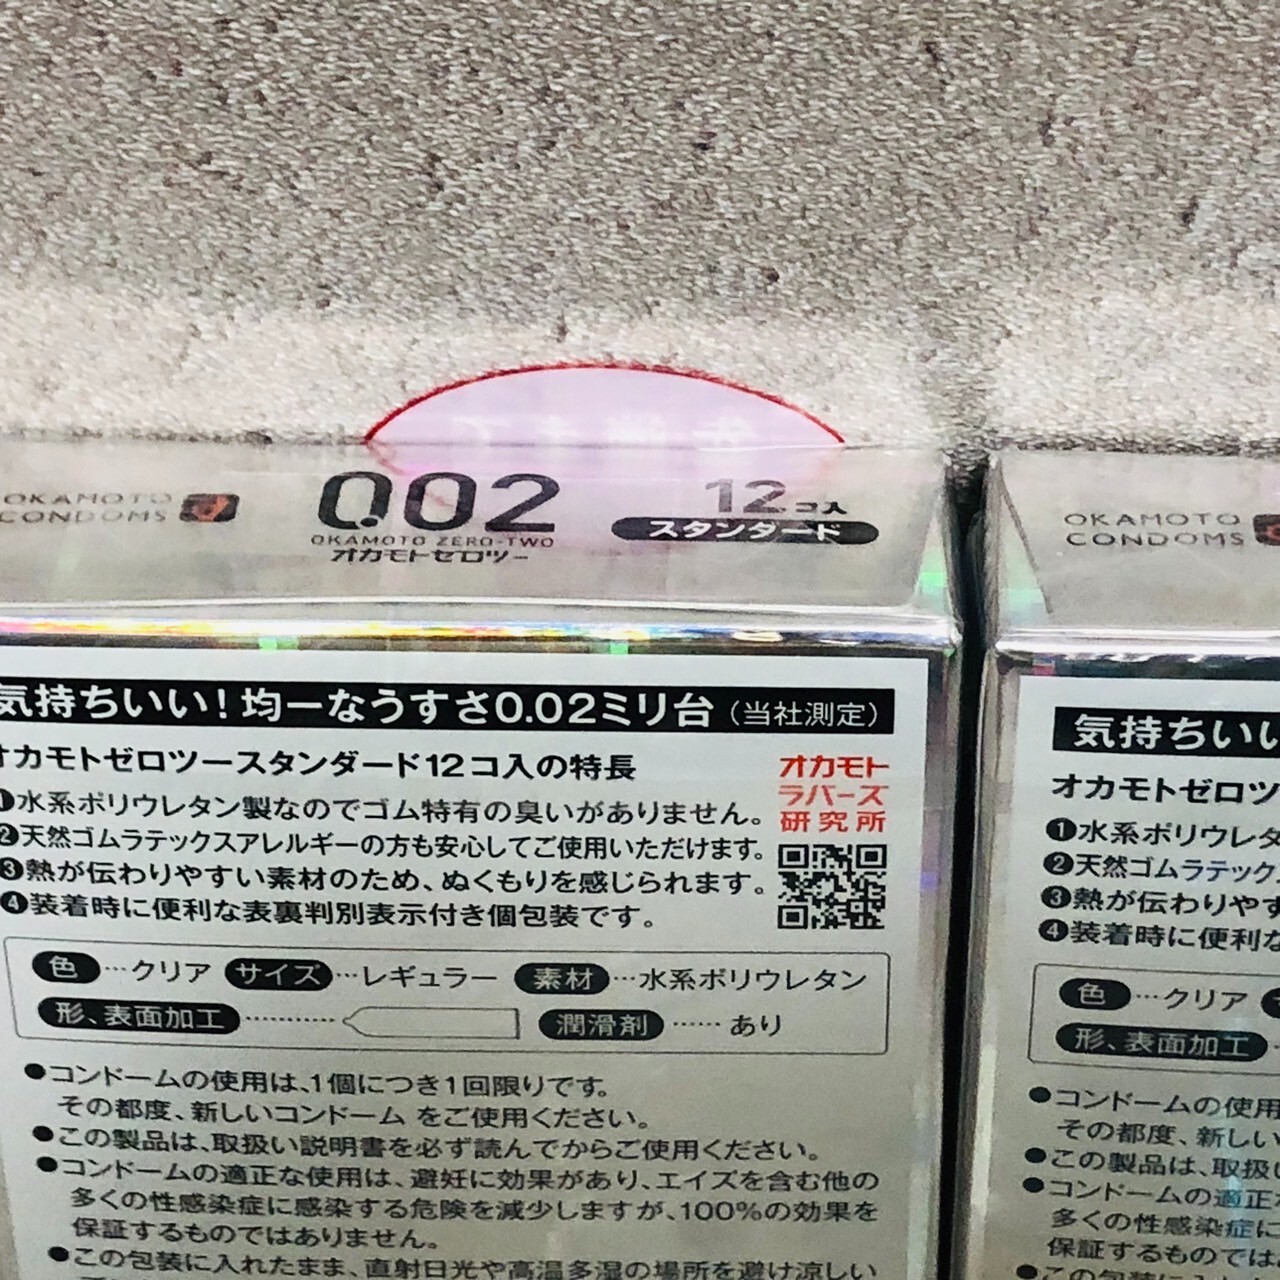 OKAMOTO
CONDOMS
0.02
OKAMOTO ZERO-TWO
オカモトゼロツー
12コ入
スタンダード
気持ちいい!均一なうすさ0.02ミリ台(当社測定)
オカモトゼロツースタンダード12コ入の特長
❶水系ポリウレタン製なのでゴム特有の臭いがありません。
❷天然ゴムラテックスアレルギーの方も安心してご使用いただけます。
❸熱が伝わりやすい素材のため、ぬくもりを感じられます。
❹装着時に便利な表裏判別表示付き個包装です。
オカモト
ラバーズ
研究所
色…クリア サイズ…レギュラー 素材…水系ポリウレタン
形、表面加工………… 潤滑剤……あり
●コンドームの使用は、1個につき1回限りです。
その都度、新しいコンドームをご使用ください。
●この製品は、取扱い説明書を必ず読んでからご使用ください。
●コンドームの適正な使用は、避妊に効果があり、エイズを含む他の
多くの性感染症に感染する危険を減少しますが、100%の効果を
保証するものではありません。
●この包装に入れたまま、直射日光や高温多湿の場所を避け涼しい
OKAMOTO
CONDOMS
気持ちいい
オカモトゼロツ
❶水系ポリウレタ
❷天然ゴムラテック
❸熱が伝わりやす
❹装着時に便利な
色…クリア
形、表面加工
●コンドームの使用
その都度、新しい
●この製品は、取扱い
●コンドームの適正
多くの性感染症に
保証するものでは
●この包装に入